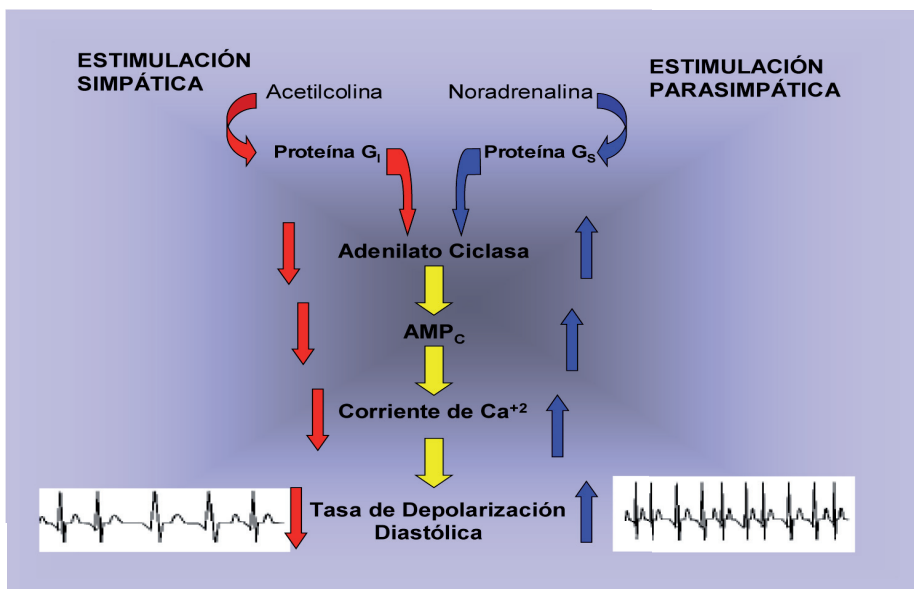 ESTIMULACIÓN
SIMPÁTICA
Acetilcolina
Noradrenalina
ESTIMULACIÓN
PARASIMPÁTICA
Proteína GI
Proteína GS
Adenilato Ciclasa
AMPC
Corriente de Ca+2
Tasa de Depolarización
Diastólica